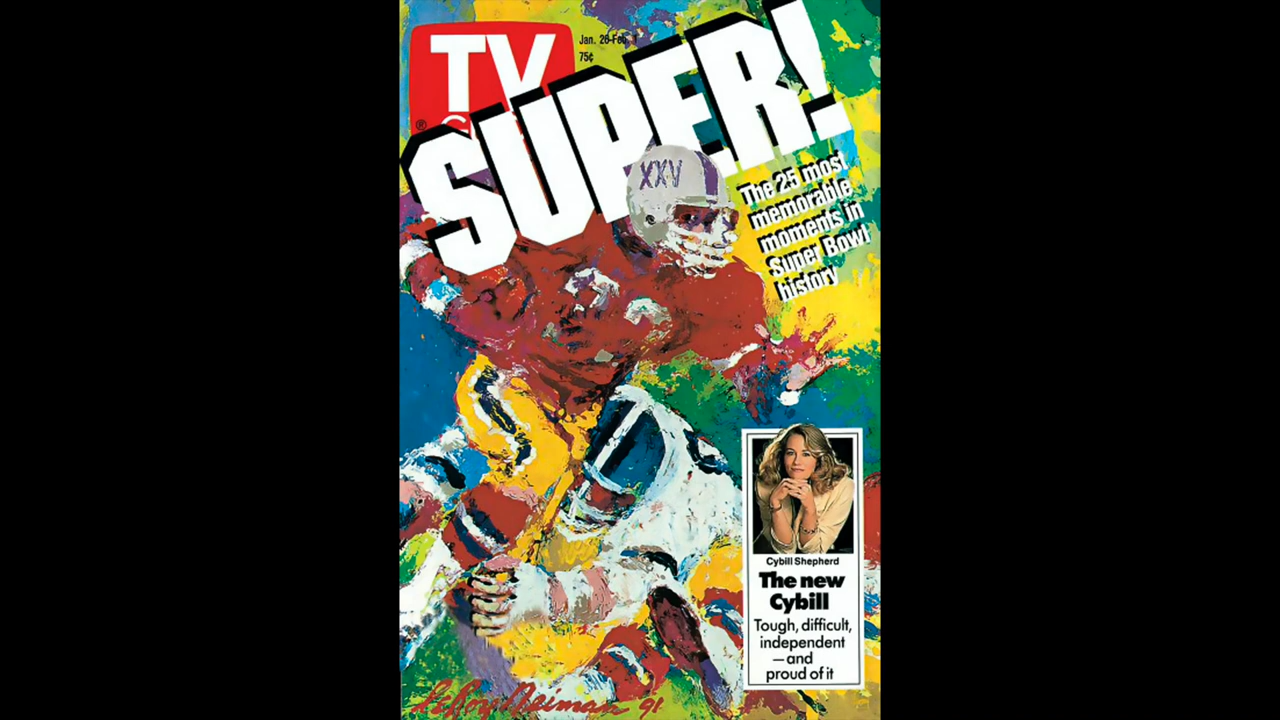 TV
Jan. 26-Feb. 1
75¢
®
SUPER!
XXV
The 25 most
memorable
moments in
Super Bowl
history
Cybill Shepherd
The new
Cybill
Tough, difficult,
independent
—and
proud of it
LeRoy Neiman '91